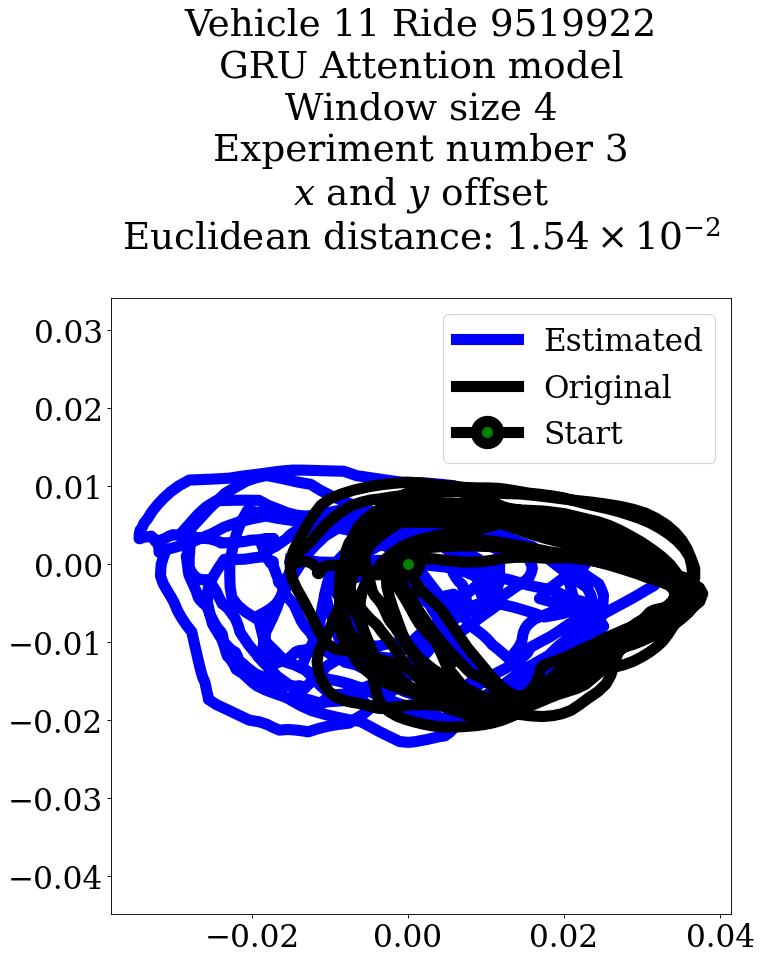 Vehicle 11 Ride 9519922
GRU Attention model
Window size 4
Experiment number 3
x and y offset
Euclidean distance: 1.54 × 10⁻²
Estimated
Original
Start
0.03
0.02
0.01
0.00
−0.01
−0.02
−0.03
−0.04
−0.02
0.00
0.02
0.04